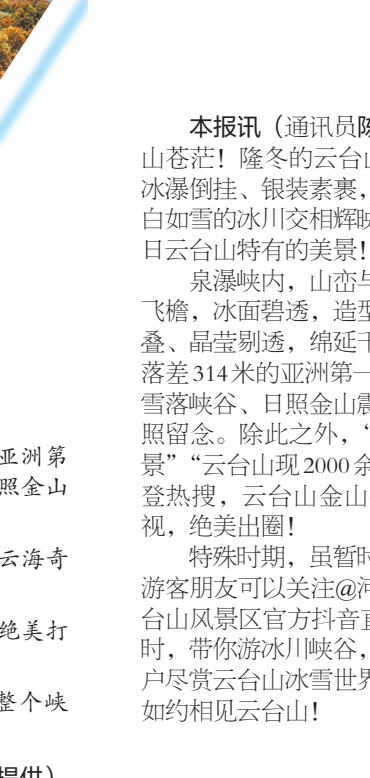 亚洲第
照金山
云海奇
绝美打
整个峡
提供）
本报讯（通讯员陈
山苍茫！隆冬的云台山
冰瀑倒挂、银装素裹，
白如雪的冰川交相辉映
日云台山特有的美景！
泉瀑峡内，山峦与
飞檐，冰面碧透，造型
叠、晶莹剔透，绵延千
落差314米的亚洲第一
雪落峡谷、日照金山震
照留念。除此之外，“
景”“云台山现2000余
登热搜，云台山金山
视，绝美出圈！
特殊时期，虽暂时
游客朋友可以关注@河
台山风景区官方抖音直
时，带你游冰川峡谷，
户尽赏云台山冰雪世界
如约相见云台山！